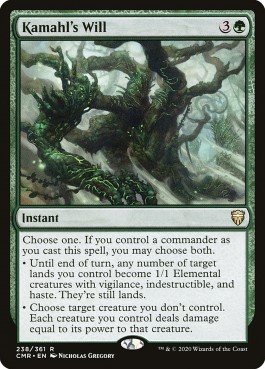 Kamahl's Will 3
Instant
Choose one. If you control a commander as
you cast this spell, you may choose both.
• Until end of turn, any number of target
lands you control become 1/1 Elemental
creatures with vigilance, indestructible, and
haste. They're still lands.
• Choose target creature you don't control.
Each creature you control deals damage
equal to its power to that creature.
238/361 R
CMR • EN NICHOLAS GREGORY
™ & © 2020 Wizards of the Coast